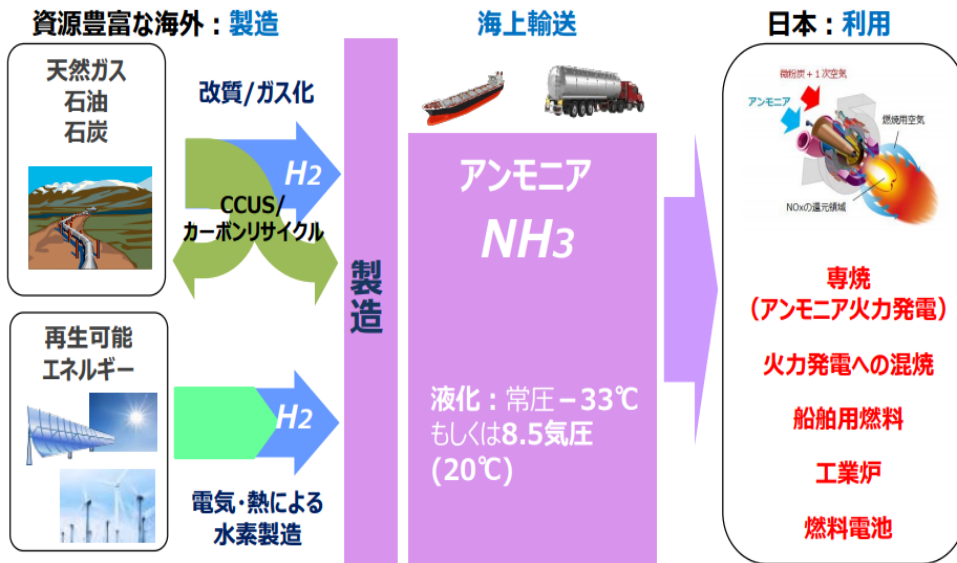 資源豊富な海外：製造
天然ガス
石油
石炭
改質/ガス化
H2
CCUS/
カーボンリサイクル
再生可能
エネルギー
H2
電気・熱による
水素製造
製造
海上輸送
アンモニア
NH3
液化：常圧－33℃
もしくは8.5気圧
(20℃)
日本：利用
微粉炭＋1次空気
アンモニア
燃焼用空気
NOxの還元領域
専焼
（アンモニア火力発電）
火力発電への混焼
船舶用燃料
工業炉
燃料電池